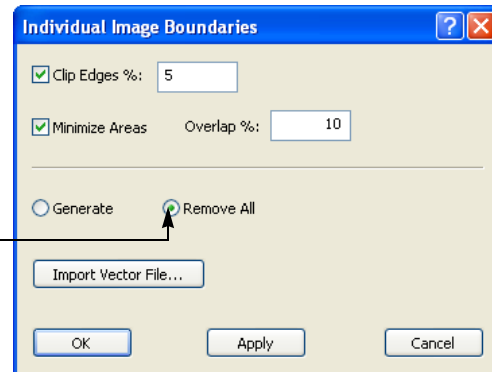 Individual Image Boundaries
Clip Edges %: 5
Minimize Areas Overlap %: 10
Generate Remove All
Import Vector File...
OK Apply Cancel